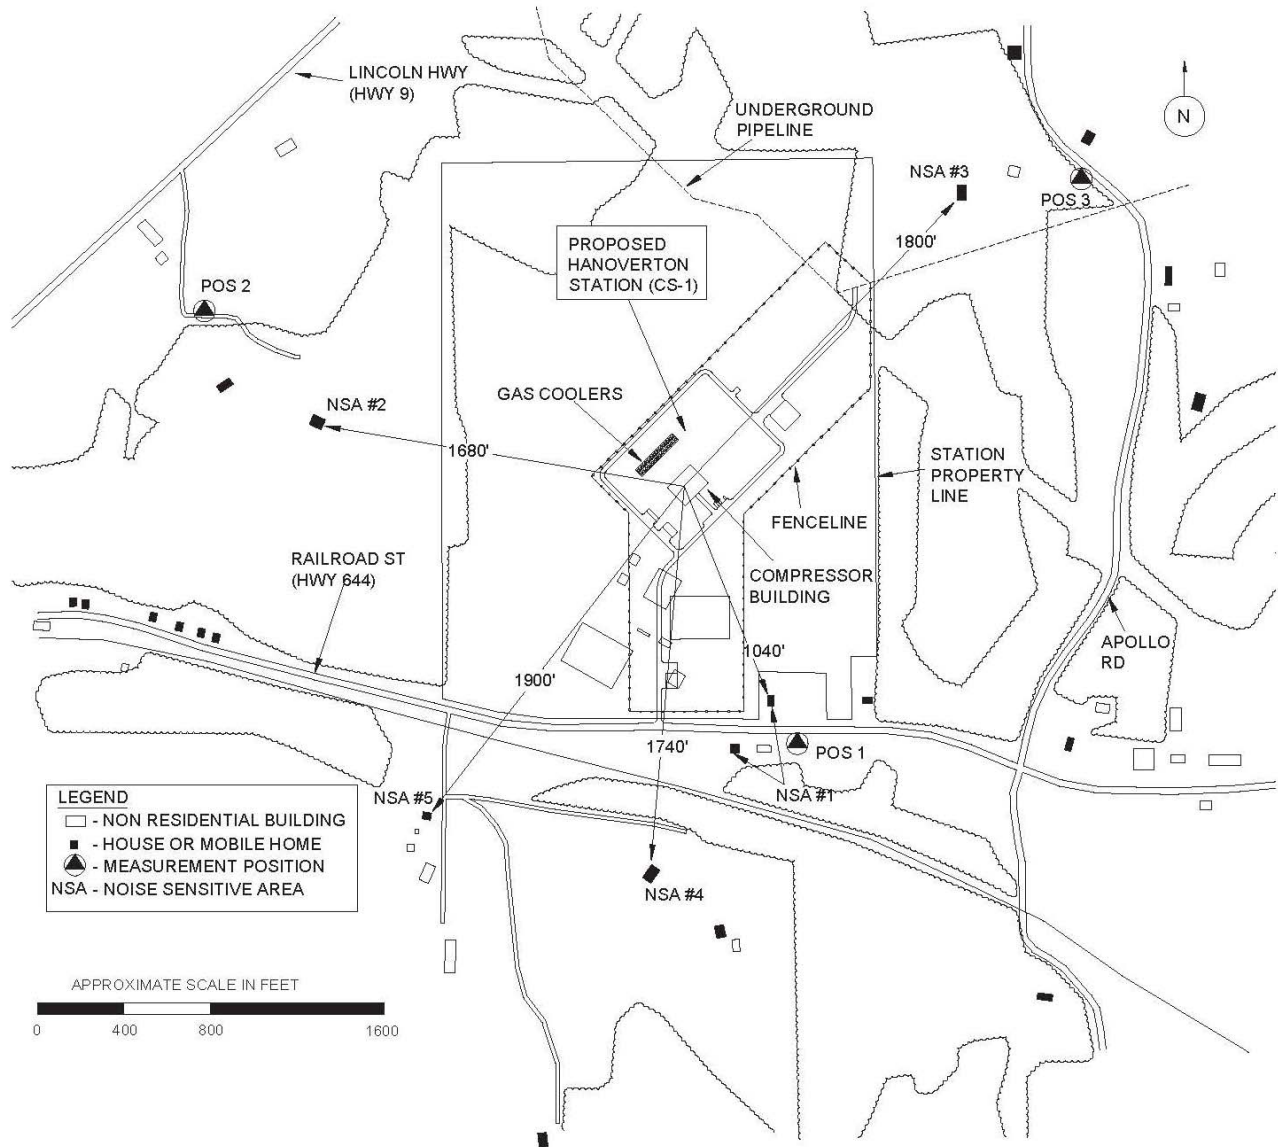 LINCOLN HWY
(HWY 9)
UNDERGROUND
PIPELINE
N
NSA #3
POS 3
1800'
PROPOSED
HANOVERTON
STATION (CS-1)
POS 2
GAS COOLERS
NSA #2
1680'
STATION
PROPERTY
LINE
FENCELINE
RAILROAD ST
(HWY 644)
COMPRESSOR
BUILDING
APOLLO
RD
1040'
1900'
1740'
POS 1
NSA #1
NSA #5
NSA #4
LEGEND
- NON RESIDENTIAL BUILDING
- HOUSE OR MOBILE HOME
- MEASUREMENT POSITION
NSA - NOISE SENSITIVE AREA
APPROXIMATE SCALE IN FEET
0 400 800 1600